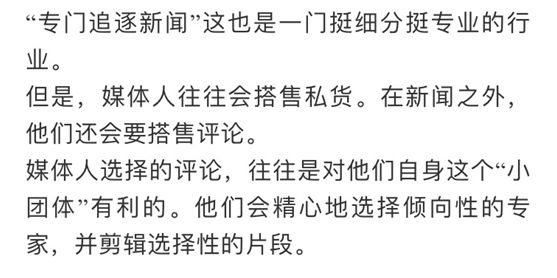 “专门追逐新闻”这也是一门挺细分挺专业的行
业。
但是，媒体人往往会搭售私货。在新闻之外，
他们还会要搭售评论。
媒体人选择的评论，往往是对他们自身这个“小
团体”有利的。他们会精心地选择倾向性的专
家，并剪辑选择性的片段。